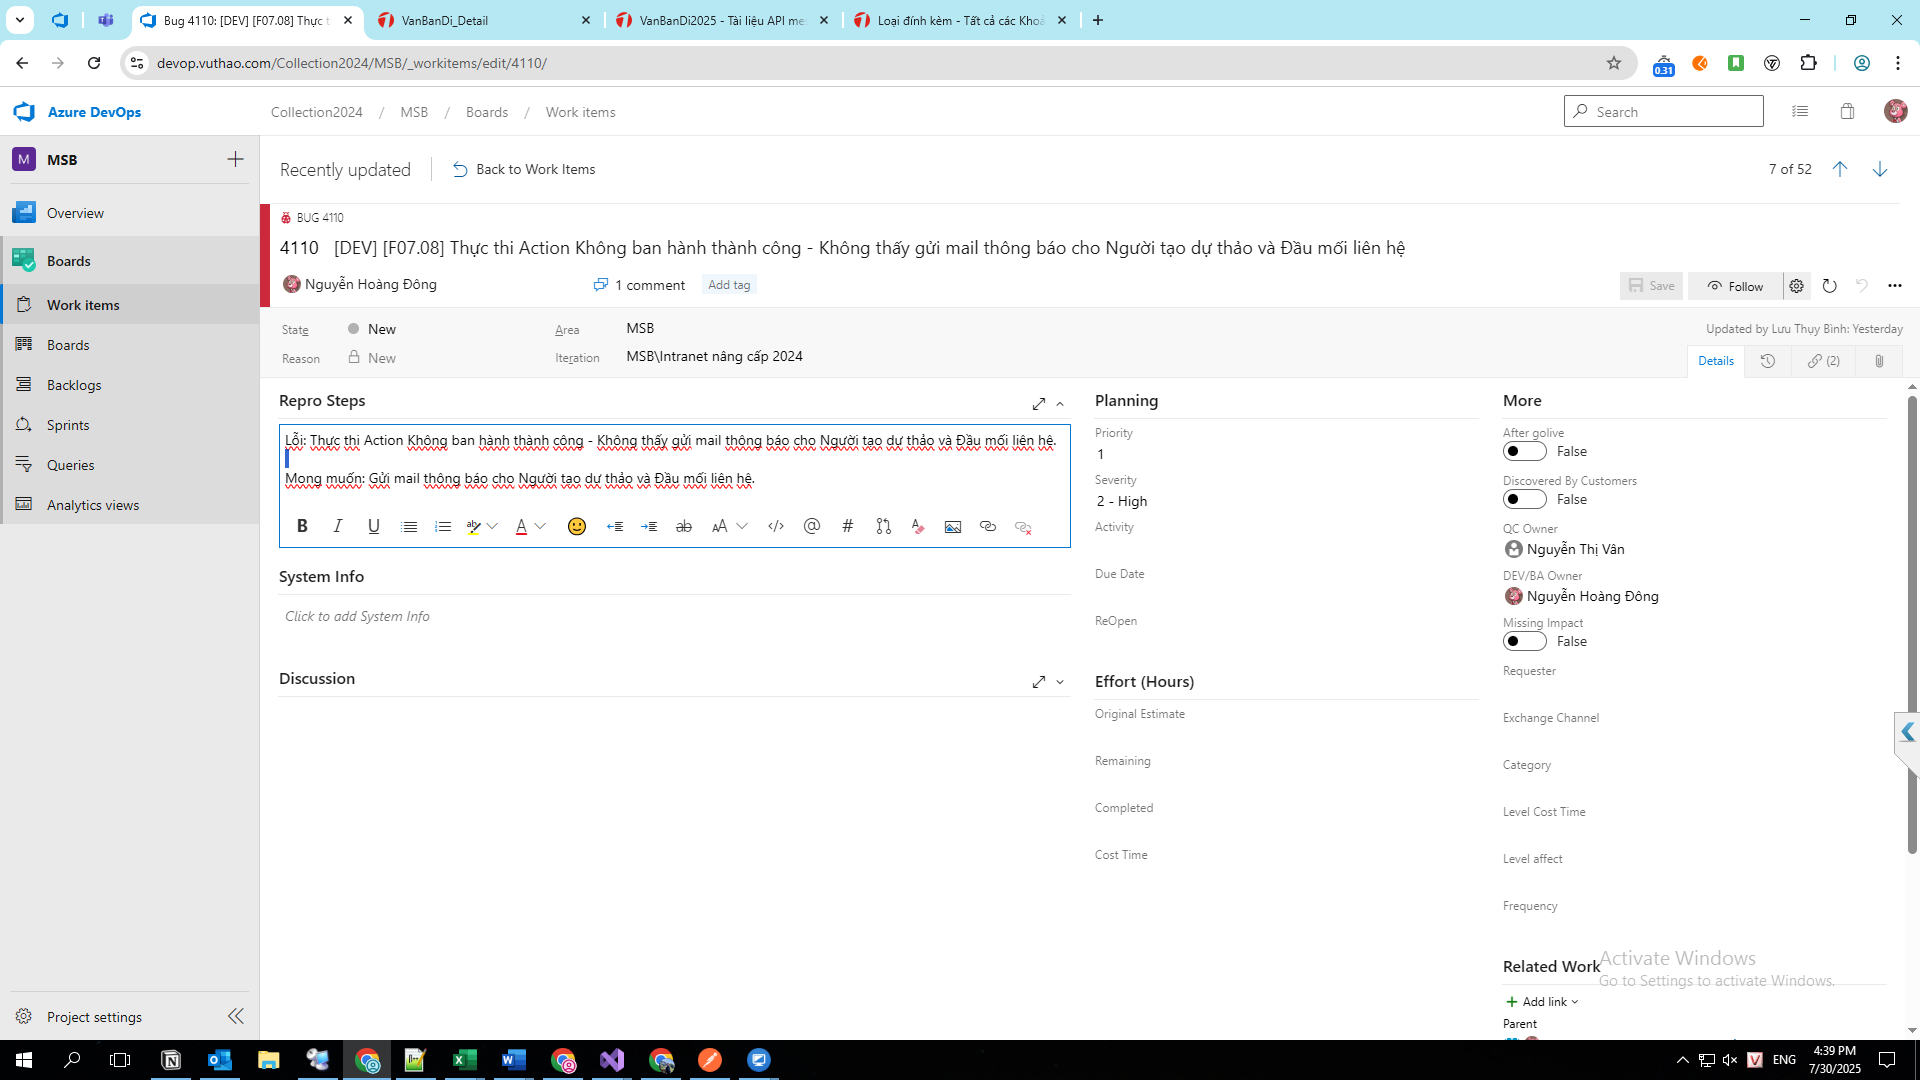 Bug 4110: [DEV] [F07.08] Thực t
VanBanDi_Detail
VanBanDi2025 - Tài liệu API me
Loại đính kèm - Tất cả các Kho
devop.vuthao.com/Collection2024/MSB/_workitems/edit/4110/
0.31
Azure DevOps
Collection2024 / MSB / Boards / Work items
Search
M MSB
Recently updated
Back to Work Items
7 of 52
Overview
Boards
Work items
Boards
Backlogs
Sprints
Queries
Analytics views
Project settings
BUG 4110
4110 [DEV] [F07.08] Thực thi Action Không ban hành thành công - Không thấy gửi mail thông báo cho Người tạo dự thảo và Đầu mối liên hệ
Nguyễn Hoàng Đông
1 comment
Add tag
Save
Follow
State New
Area MSB
Updated by Lưu Thụy Bình: Yesterday
Reason New
Iteration MSB\Intranet nâng cấp 2024
Details
(2)
Repro Steps
Lỗi: Thực thi Action Không ban hành thành công - Không thấy gửi mail thông báo cho Người tạo dự thảo và Đầu mối liên hệ.
Mong muốn: Gửi mail thông báo cho Người tạo dự thảo và Đầu mối liên hệ.
System Info
Click to add System Info
Discussion
Planning
Priority
1
Severity
2 - High
Activity
Due Date
ReOpen
Effort (Hours)
Original Estimate
Remaining
Completed
Cost Time
More
After golive
False
Discovered By Customers
False
QC Owner
Nguyễn Thị Vân
DEV/BA Owner
Nguyễn Hoàng Đông
Missing Impact
False
Requester
Exchange Channel
Category
Level Cost Time
Level affect
Frequency
Related Work
Add link
Parent
Activate Windows
Go to Settings to activate Windows.
ENG
4:39 PM
7/30/2025